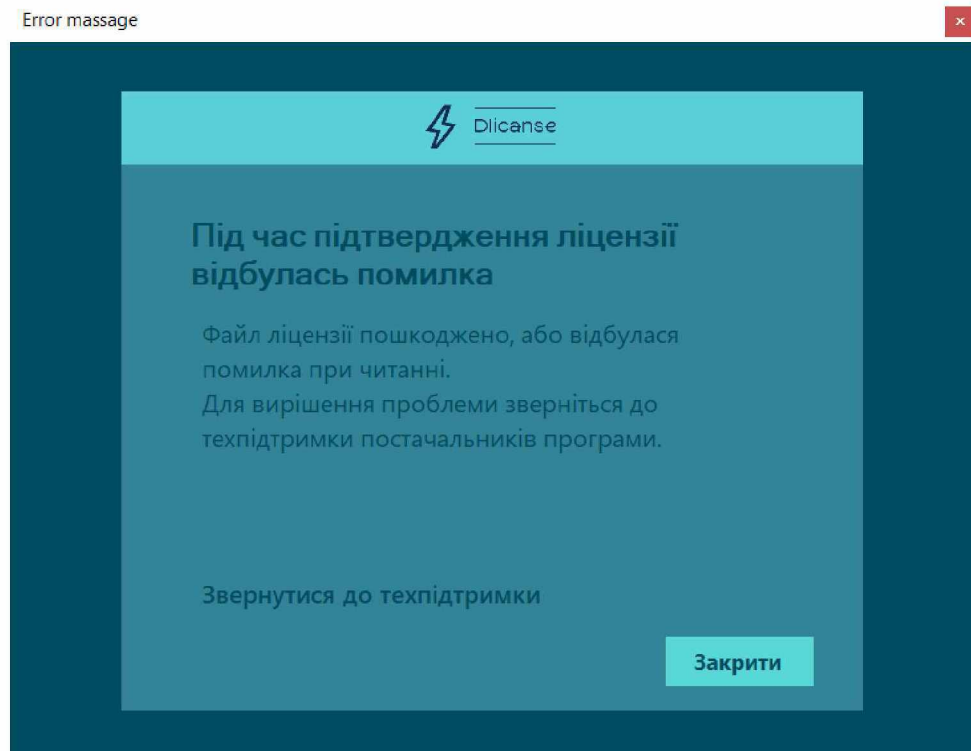 Error massage
x
Dlicanse
Під час підтвердження ліцензії
відбулась помилка
Файл ліцензії пошкоджено, або відбулася
помилка при читанні.
Для вирішення проблеми зверніться до
техпідтримки постачальників програми.
Звернутися до техпідтримки
Закрити